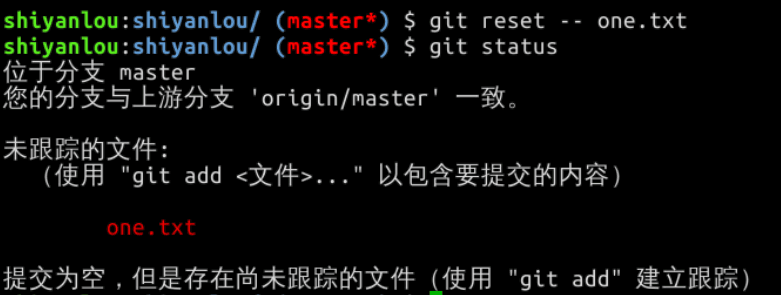 shiyanlou:shiyanlou/ (master*) $ git reset -- one.txt
shiyanlou:shiyanlou/ (master*) $ git status
位于分支 master
您的分支与上游分支 'origin/master' 一致。
未跟踪的文件:
（使用 "git add <文件>..." 以包含要提交的内容）
one.txt
提交为空，但是存在尚未跟踪的文件（使用 "git add" 建立跟踪）